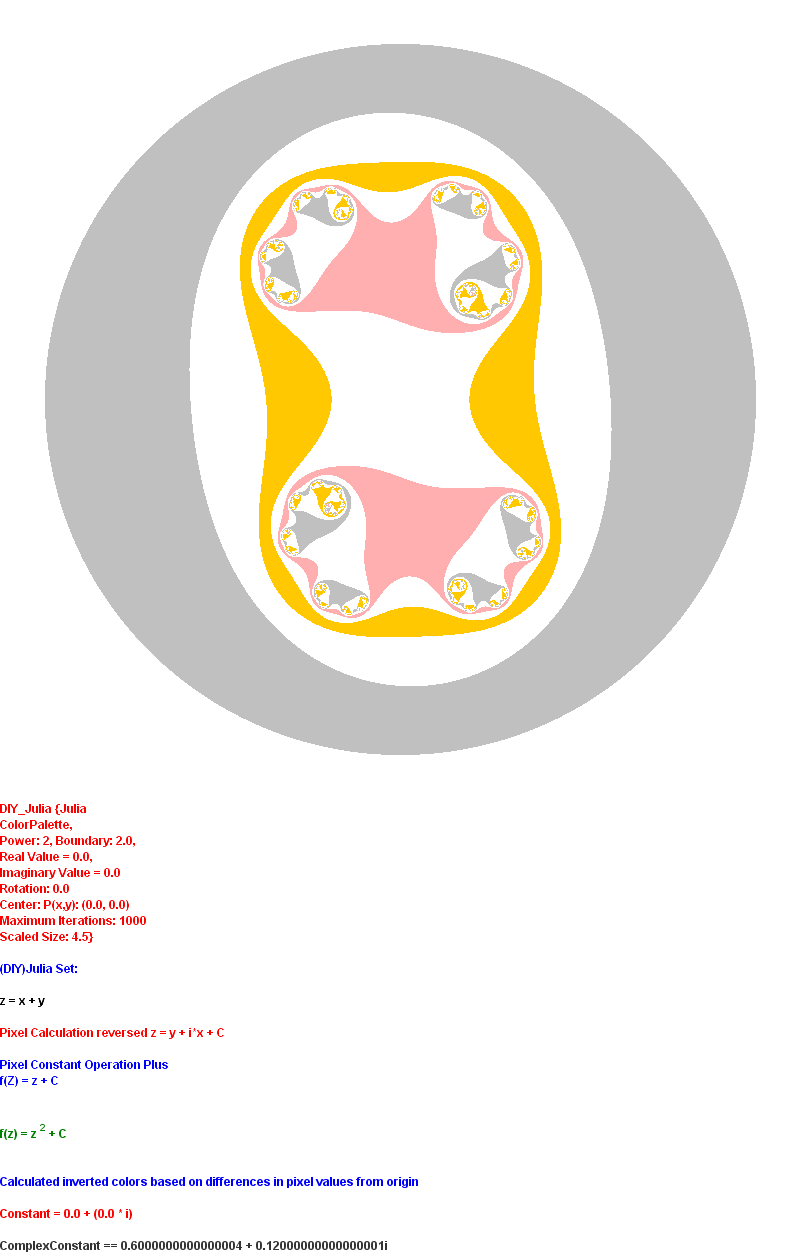 DIY_Julia {Julia
ColorPalette,
Power: 2, Boundary: 2.0,
Real Value = 0.0,
Imaginary Value = 0.0
Rotation: 0.0
Center: P(x,y): (0.0, 0.0)
Maximum Iterations: 1000
Scaled Size: 4.5}
(DIY)Julia Set:
z = x + y
Pixel Calculation reversed z = y + i*x + C
Pixel Constant Operation Plus
f(Z) = z + C
f(z) = z 2 + C
Calculated inverted colors based on differences in pixel values from origin
Constant = 0.0 + (0.0 * i)
ComplexConstant == 0.6000000000000004 + 0.12000000000000001i